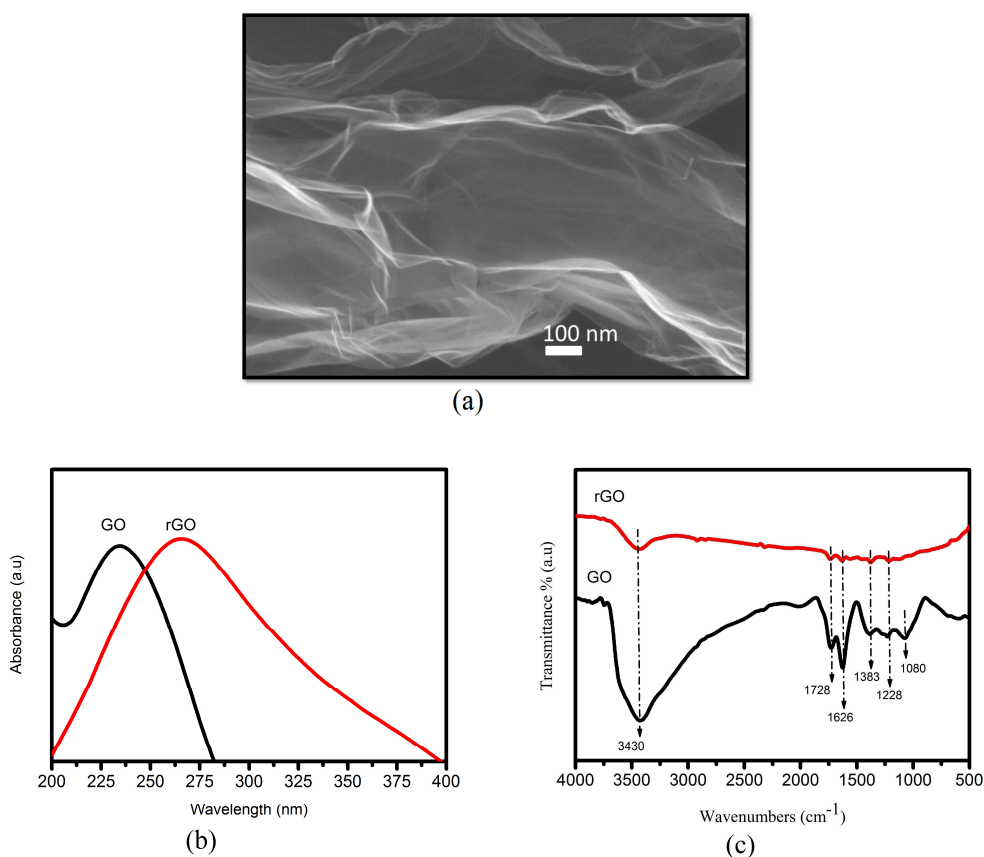 100 nm
(a)
GO
rGO
Absorbance (a.u)
200 225 250 275 300 325 350 375 400
Wavelength (nm)
(b)
rGO
GO
Transmittance % (a.u)
1728
1626
1383
1228
1080
3430
4000 3500 3000 2500 2000 1500 1000 500
Wavenumbers (cm-1)
(c)